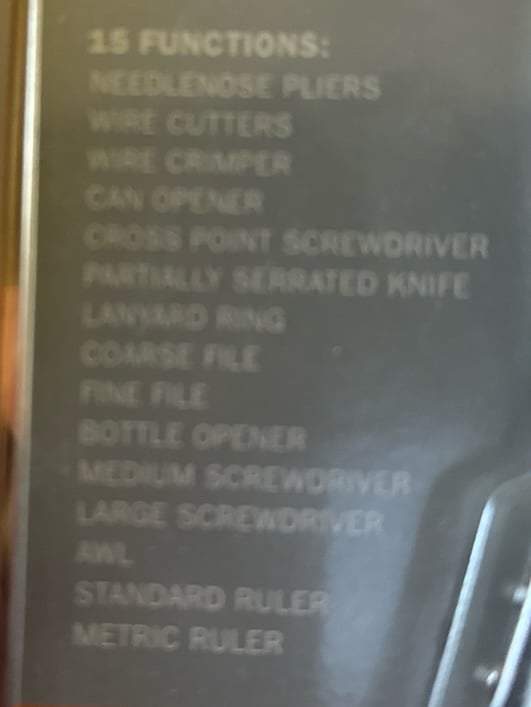 15 FUNCTIONS:
NEEDLENOSE PLIERS
WIRE CUTTERS
WIRE CRIMPER
CAN OPENER
CROSS POINT SCREWDRIVER
PARTIALLY SERRATED KNIFE
LANYARD RING
COARSE FILE
FINE FILE
BOTTLE OPENER
MEDIUM SCREWDRIVER
LARGE SCREWDRIVER
AWL
STANDARD RULER
METRIC RULER